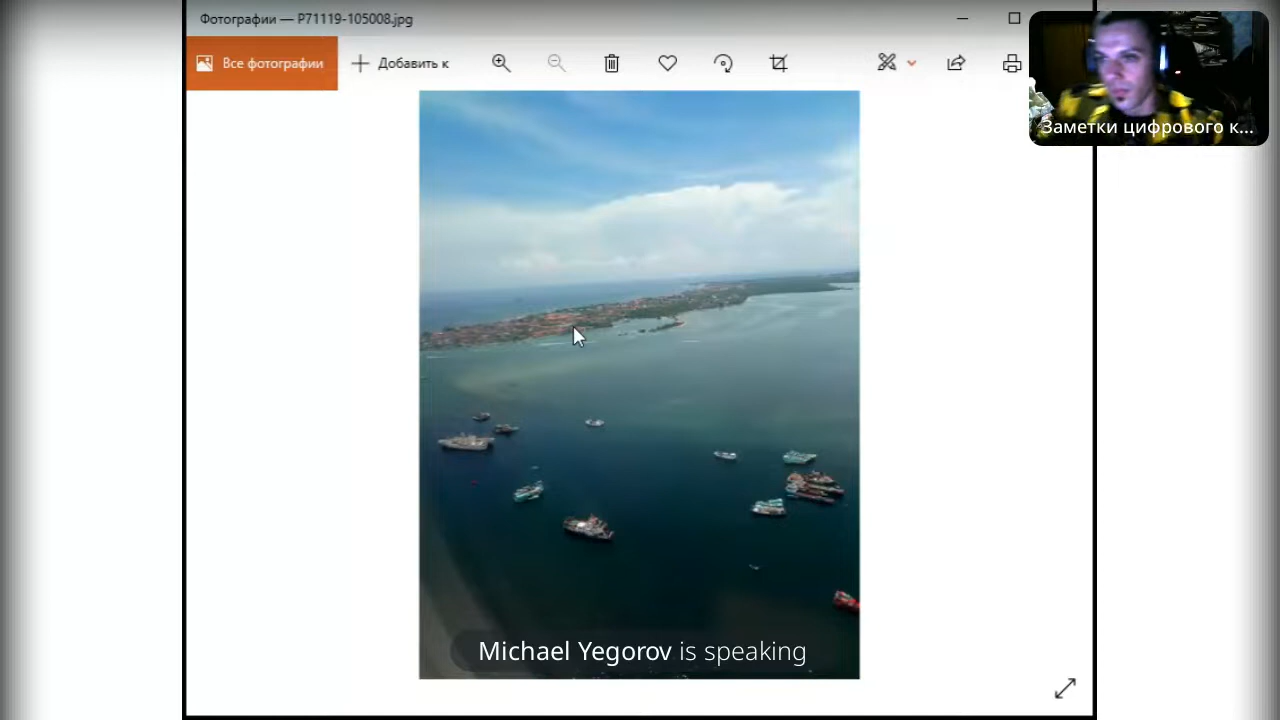 Фотографии — P71119-105008.jpg
Все фотографии
Добавить к
Заметки цифрового к...
Michael Yegorov is speaking